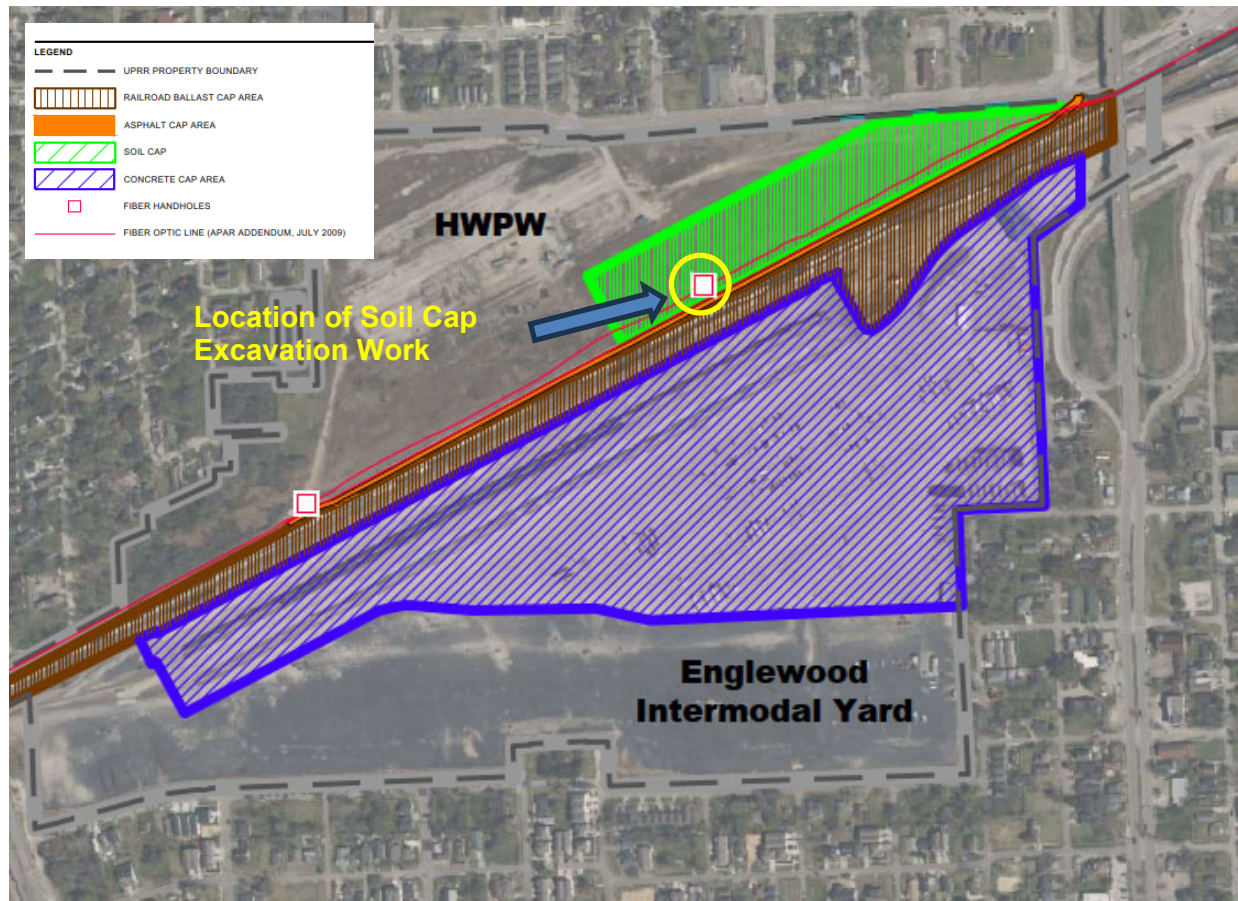 LEGEND
UPRR PROPERTY BOUNDARY
RAILROAD BALLAST CAP AREA
ASPHALT CAP AREA
SOIL CAP
CONCRETE CAP AREA
FIBER HANDHOLES
FIBER OPTIC LINE (APAR ADDENDUM, JULY 2009)
HWPW
Location of Soil Cap
Excavation Work
Englewood
Intermodal Yard